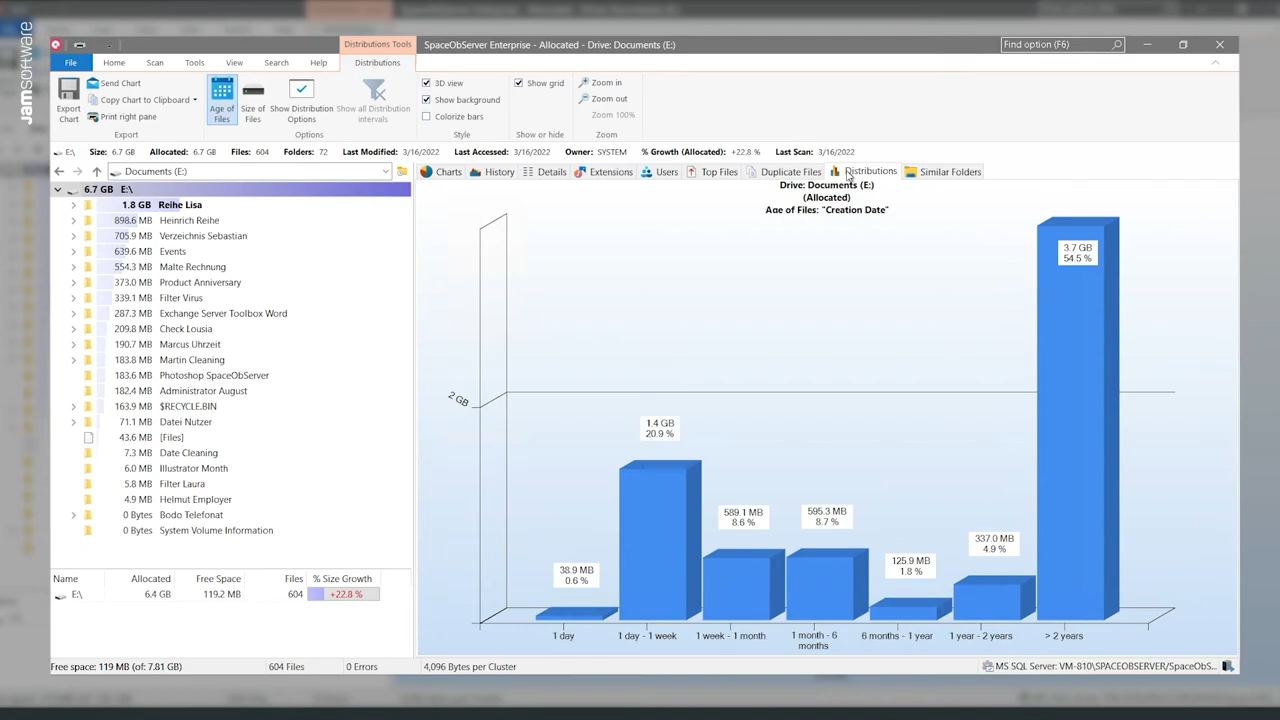 JAMSoftware
Distributions Tools
SpaceObServer Enterprise - Allocated - Drive: Documents (E:)
Find option (F6)
File
Home
Scan
Tools
View
Search
Help
Distributions
Export Chart
Send Chart
Copy Chart to Clipboard
Print right pane
Export
Age of Files
Size of Files
Show Distribution Options
Show all Distribution intervals
Options
3D view
Show background
Colorize bars
Style
Show grid
Show or hide
Zoom in
Zoom out
Zoom 100%
Zoom
E:\ Size: 6.7 GB Allocated: 6.7 GB Files: 604 Folders: 72 Last Modified: 3/16/2022 Last Accessed: 3/16/2022 Owner: SYSTEM % Growth (Allocated): +22.8 % Last Scan: 3/16/2022
Documents (E:)
Charts
History
Details
Extensions
Users
Top Files
Duplicate Files
Distributions
Similar Folders
6.7 GB E:\
1.8 GB Reihe Lisa
898.6 MB Heinrich Reihe
705.9 MB Verzeichnis Sebastian
639.6 MB Events
554.3 MB Malte Rechnung
373.0 MB Product Anniversary
339.1 MB Filter Virus
287.3 MB Exchange Server Toolbox Word
209.8 MB Check Lousia
190.7 MB Marcus Uhrzeit
183.8 MB Martin Cleaning
183.6 MB Photoshop SpaceObServer
182.4 MB Administrator August
163.9 MB $RECYCLE.BIN
71.1 MB Datei Nutzer
43.6 MB [Files]
7.3 MB Date Cleaning
6.0 MB Illustrator Month
5.8 MB Filter Laura
4.9 MB Helmut Employer
0 Bytes Bodo Telefonat
0 Bytes System Volume Information
Name Allocated Free Space Files % Size Growth
E:\ 6.4 GB 119.2 MB 604 +22.8 %
Drive: Documents (E:)
(Allocated)
Age of Files: "Creation Date"
2 GB
38.9 MB
0.6 %
1.4 GB
20.9 %
589.1 MB
8.6 %
595.3 MB
8.7 %
125.9 MB
1.8 %
337.0 MB
4.9 %
3.7 GB
54.5 %
1 day
1 day - 1 week
1 week - 1 month
1 month - 6
months
6 months - 1 year
1 year - 2 years
> 2 years
Free space: 119 MB (of: 7.81 GB)
604 Files
0 Errors
4,096 Bytes per Cluster
MS SQL Server: VM-810\SPACEOBSERVER/SpaceObS...